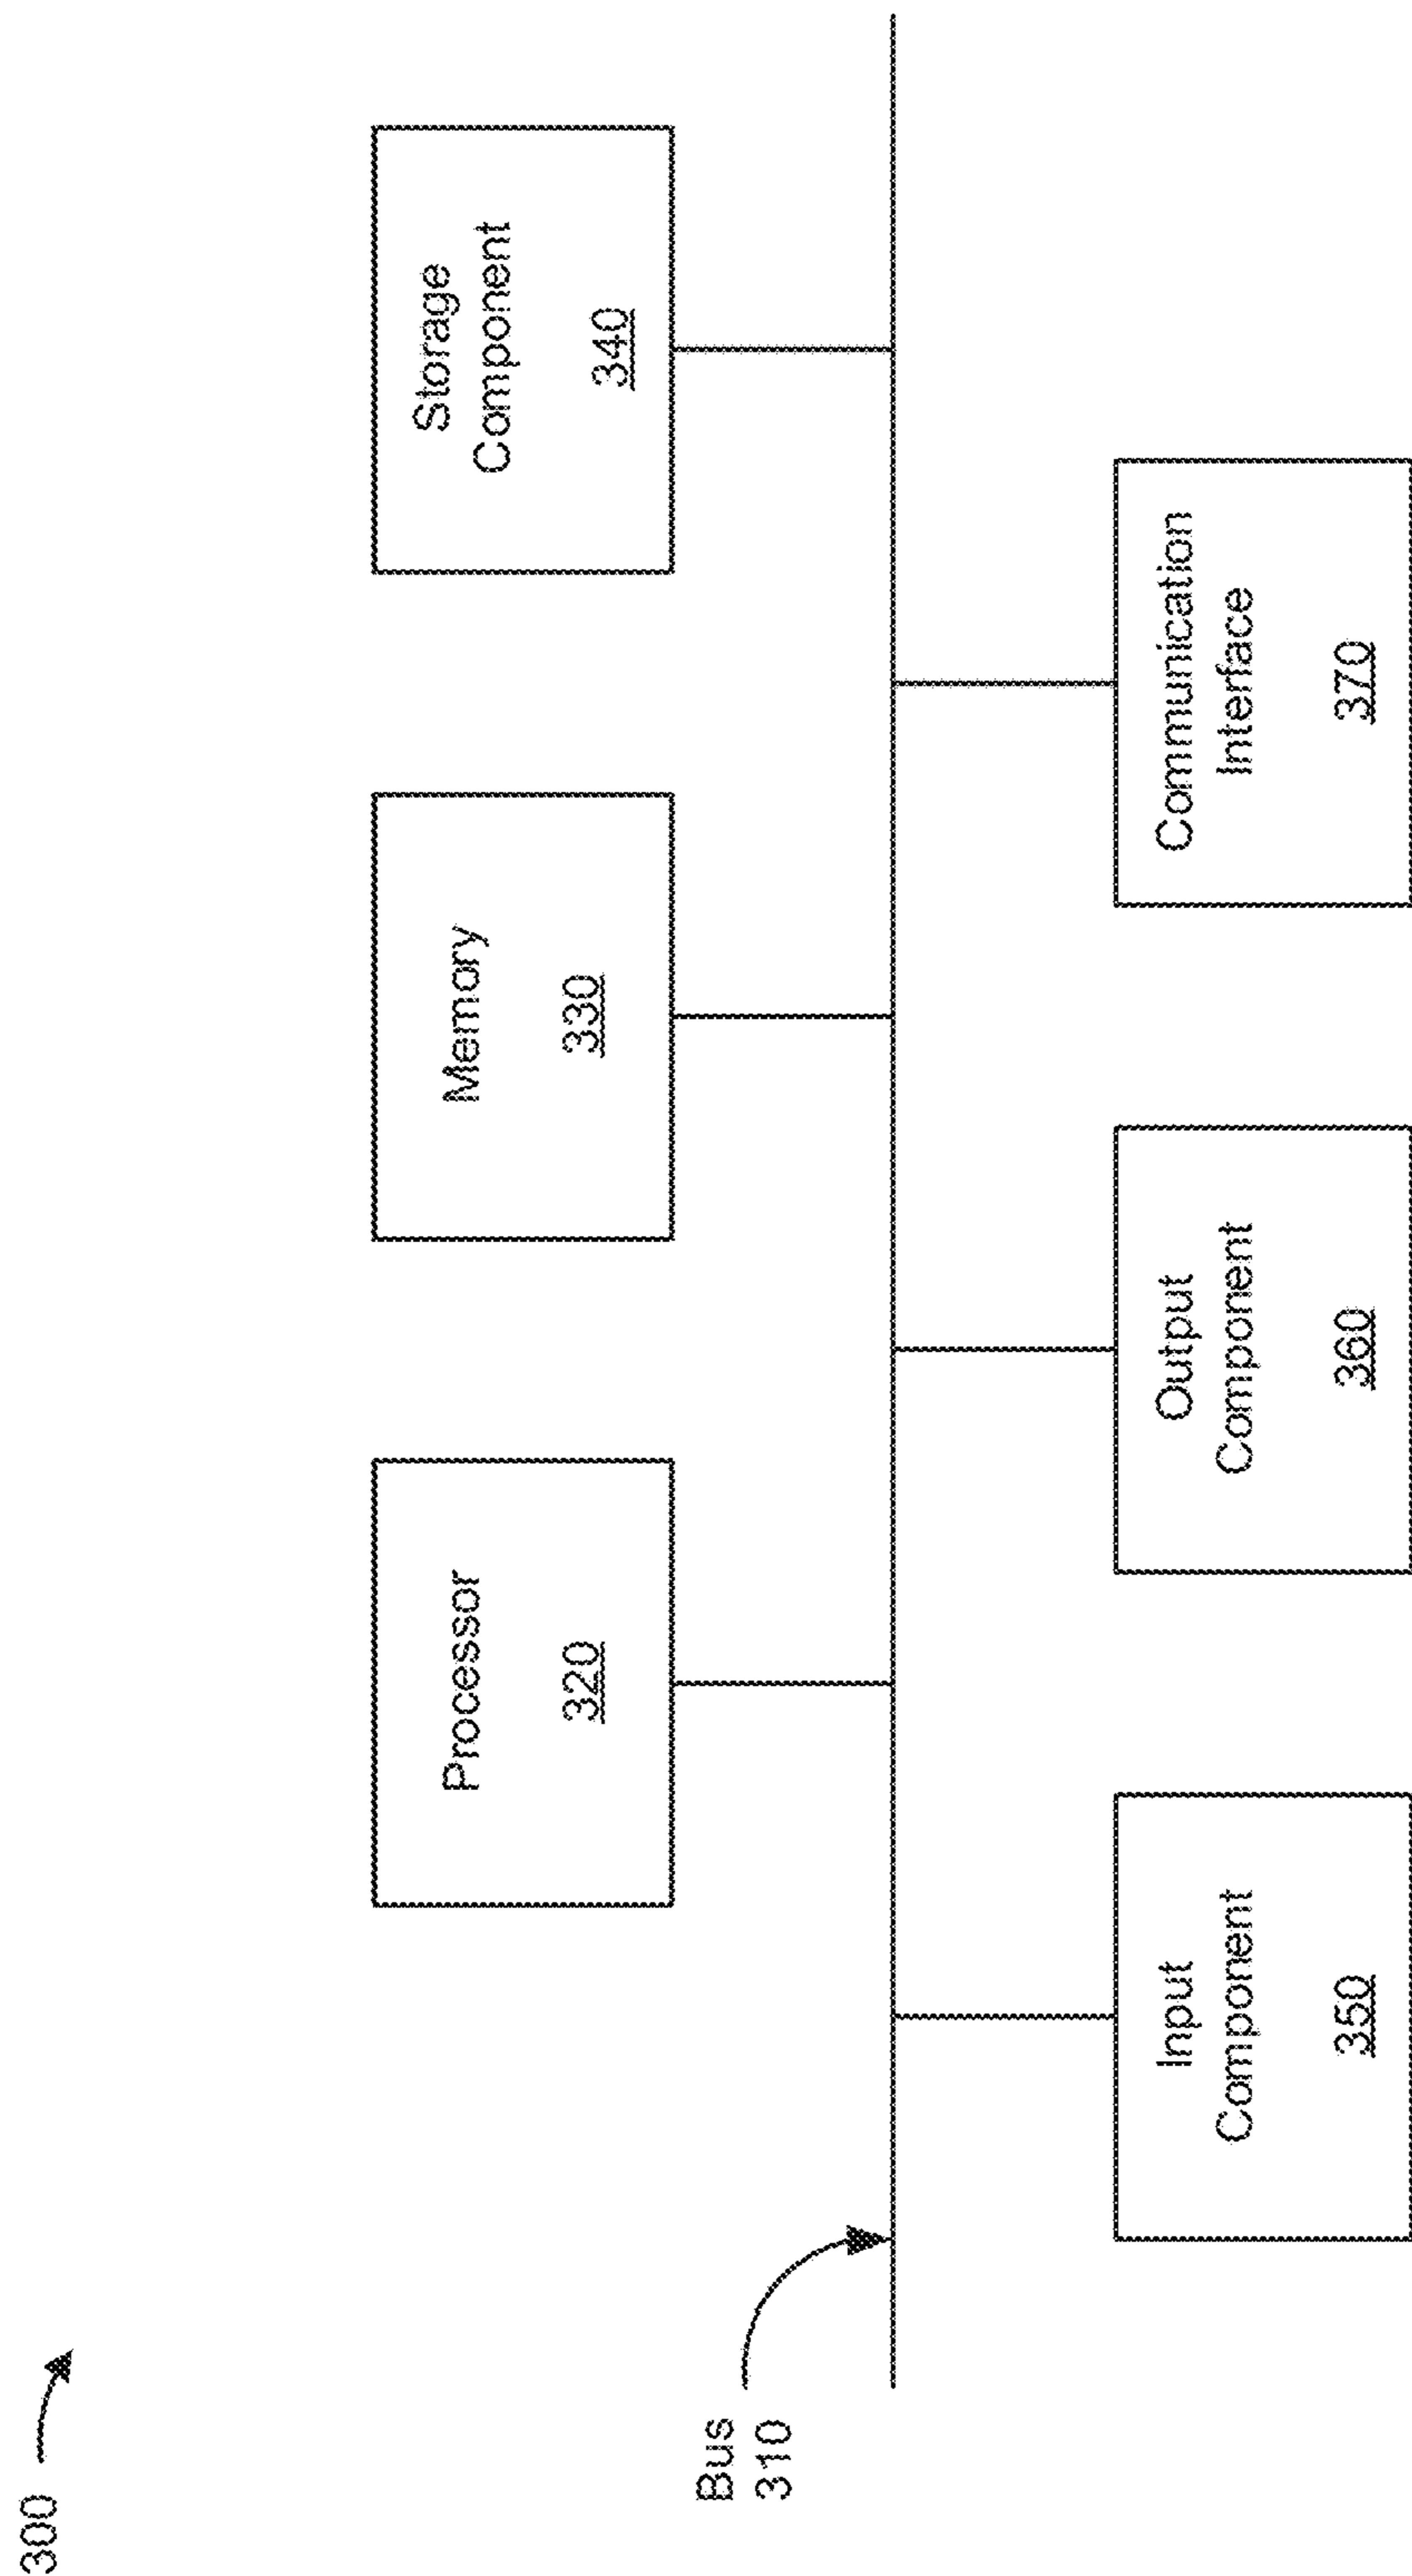 300
Bus
310
Processor
320
Memory
330
Storage
Component
340
Input
Component
350
Output
Component
360
Communication
Interface
370